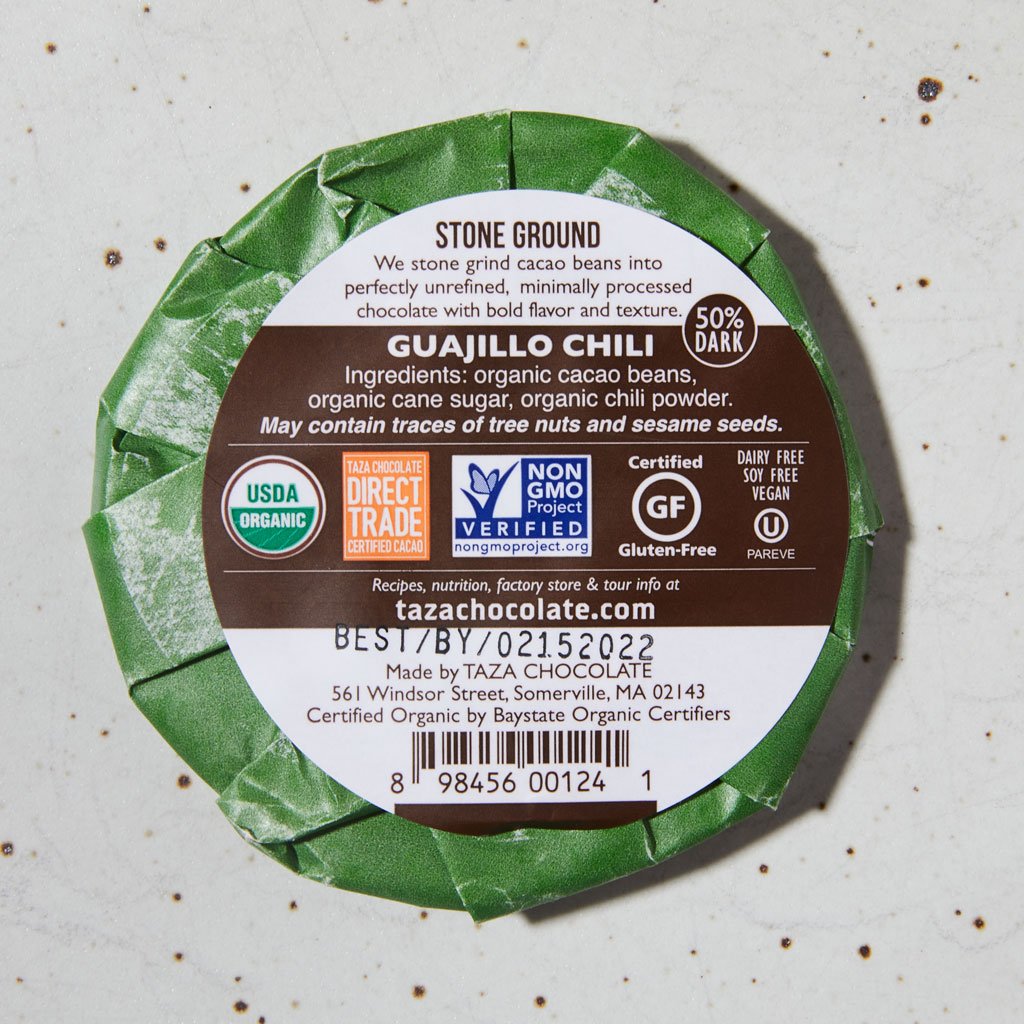 STONE GROUND
We stone grind cacao beans into
perfectly unrefined, minimally processed
chocolate with bold flavor and texture.
50%
DARK
GUAJILLO CHILI
Ingredients: organic cacao beans,
organic cane sugar, organic chili powder.
May contain traces of tree nuts and sesame seeds.
USDA
ORGANIC
TAZA CHOCOLATE
DIRECT
TRADE
CERTIFIED CACAO
NON
GMO
Project
VERIFIED
nongmoproject.org
Certified
GF
Gluten-Free
DAIRY FREE
SOY FREE
VEGAN
U
PAREVE
Recipes, nutrition, factory store & tour info at
tazachocolate.com
BEST/BY/02152022
Made by TAZA CHOCOLATE
561 Windsor Street, Somerville, MA 02143
Certified Organic by Baystate Organic Certifiers
8 98456 00124 1